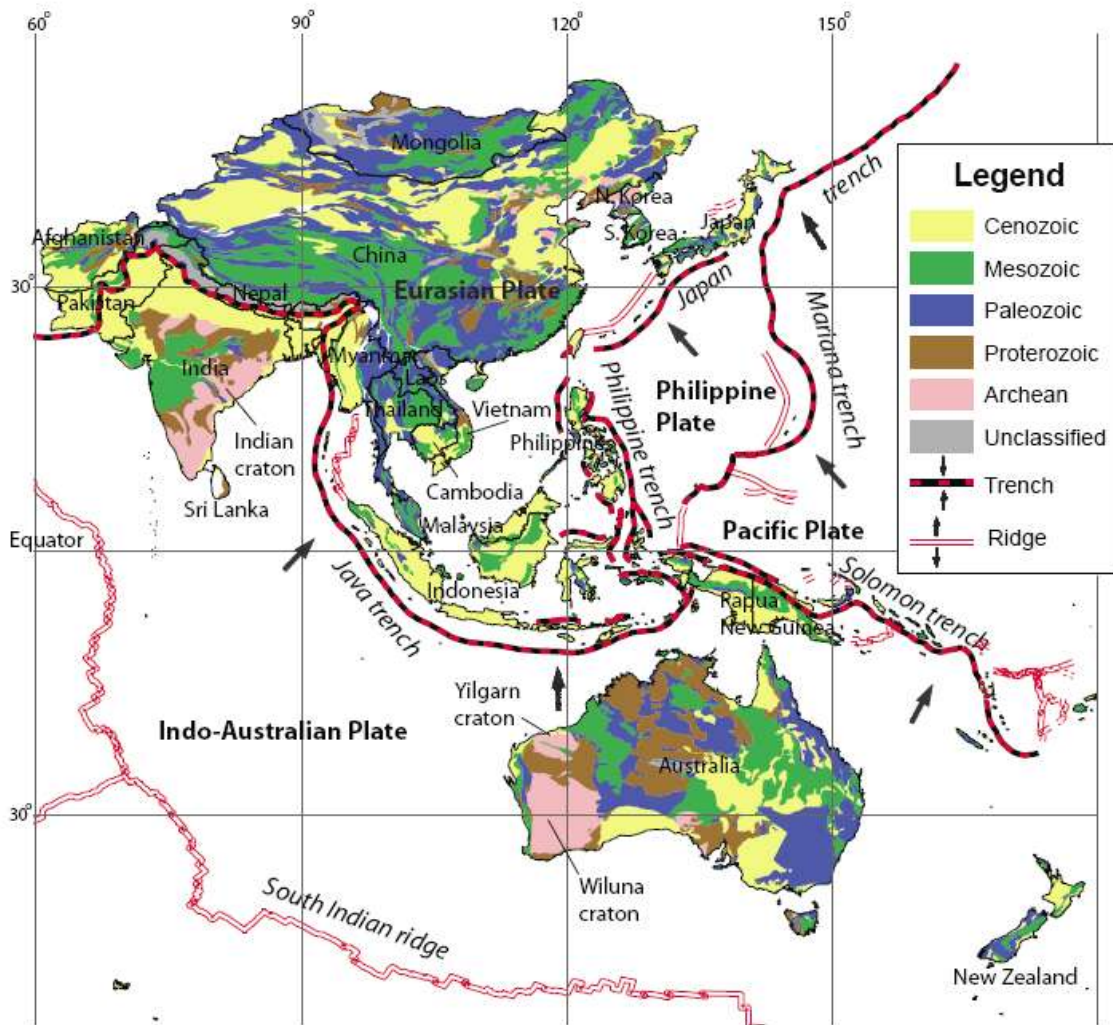 60°
90°
120°
150°
Mongolia
N. Korea
S. Korea
Japan
trench
Afghanistan
China
30°
Pakistan
Nepal
Eurasian Plate
Japan
Mariana trench
India
Myanmar
Laos
Thailand
Vietnam
Philippine
Plate
Philippine trench
Philippines
Indian
craton
Cambodia
Sri Lanka
Malaysia
Equator
Pacific Plate
Indonesia
Java trench
Papua
New Guinea
Solomon trench
Yilgarn
craton
Indo-Australian Plate
Australia
30°
Wiluna
craton
South Indian ridge
New Zealand
Legend
Cenozoic
Mesozoic
Paleozoic
Proterozoic
Archean
Unclassified
Trench
Ridge